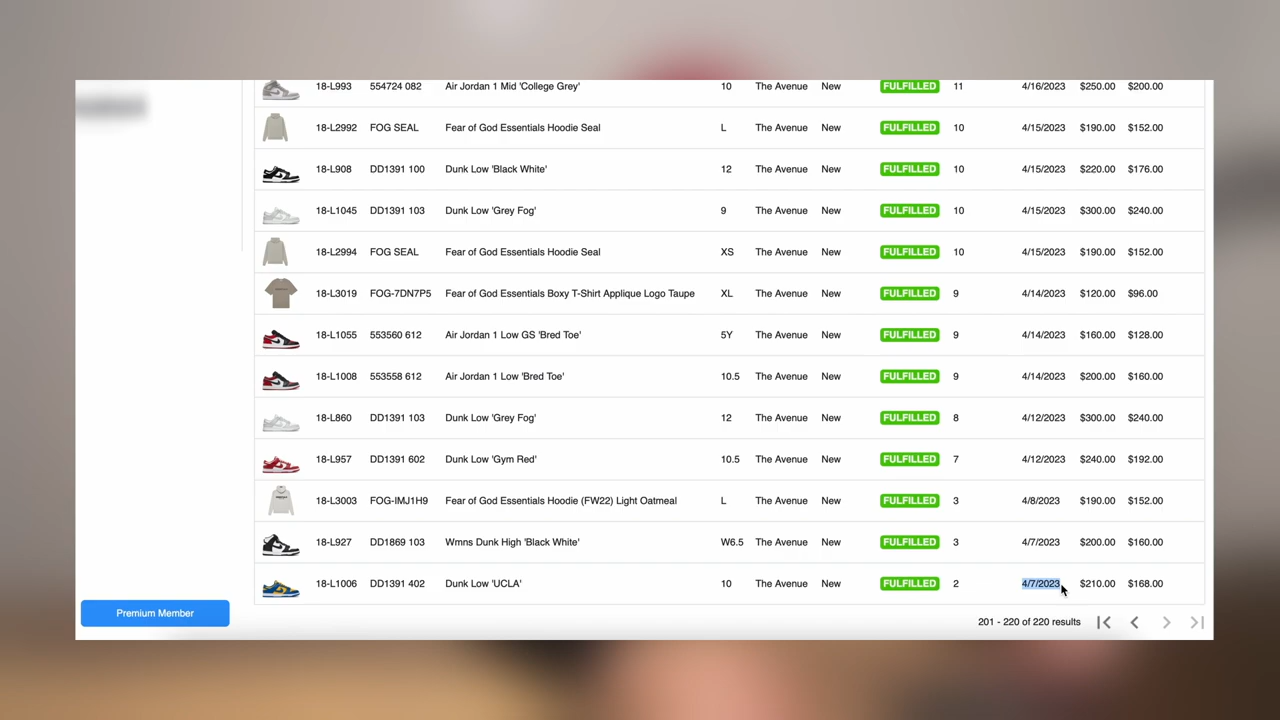 18-L993 554724 082 Air Jordan 1 Mid 'College Grey' 10 The Avenue New FULFILLED 11 4/16/2023 $250.00 $200.00
18-L2992 FOG SEAL Fear of God Essentials Hoodie Seal L The Avenue New FULFILLED 10 4/15/2023 $190.00 $152.00
18-L908 DD1391 100 Dunk Low 'Black White' 12 The Avenue New FULFILLED 10 4/15/2023 $220.00 $176.00
18-L1045 DD1391 103 Dunk Low 'Grey Fog' 9 The Avenue New FULFILLED 10 4/15/2023 $300.00 $240.00
18-L2994 FOG SEAL Fear of God Essentials Hoodie Seal XS The Avenue New FULFILLED 10 4/15/2023 $190.00 $152.00
18-L3019 FOG-7DN7P5 Fear of God Essentials Boxy T-Shirt Applique Logo Taupe XL The Avenue New FULFILLED 9 4/14/2023 $120.00 $96.00
18-L1055 553560 612 Air Jordan 1 Low GS 'Bred Toe' 5Y The Avenue New FULFILLED 9 4/14/2023 $160.00 $128.00
18-L1008 553558 612 Air Jordan 1 Low 'Bred Toe' 10.5 The Avenue New FULFILLED 9 4/14/2023 $200.00 $160.00
18-L860 DD1391 103 Dunk Low 'Grey Fog' 12 The Avenue New FULFILLED 8 4/12/2023 $300.00 $240.00
18-L957 DD1391 602 Dunk Low 'Gym Red' 10.5 The Avenue New FULFILLED 7 4/12/2023 $240.00 $192.00
18-L3003 FOG-IMJ1H9 Fear of God Essentials Hoodie (FW22) Light Oatmeal L The Avenue New FULFILLED 3 4/8/2023 $190.00 $152.00
18-L927 DD1869 103 Wmns Dunk High 'Black White' W6.5 The Avenue New FULFILLED 3 4/7/2023 $200.00 $160.00
18-L1006 DD1391 402 Dunk Low 'UCLA' 10 The Avenue New FULFILLED 2 4/7/2023 $210.00 $168.00
Premium Member
201 - 220 of 220 results